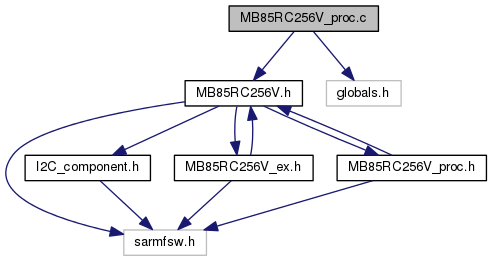 MB85RC256V_proc.c
MB85RC256V.h
globals.h
I2C_component.h
MB85RC256V_ex.h
MB85RC256V_proc.h
sarmfsw.h